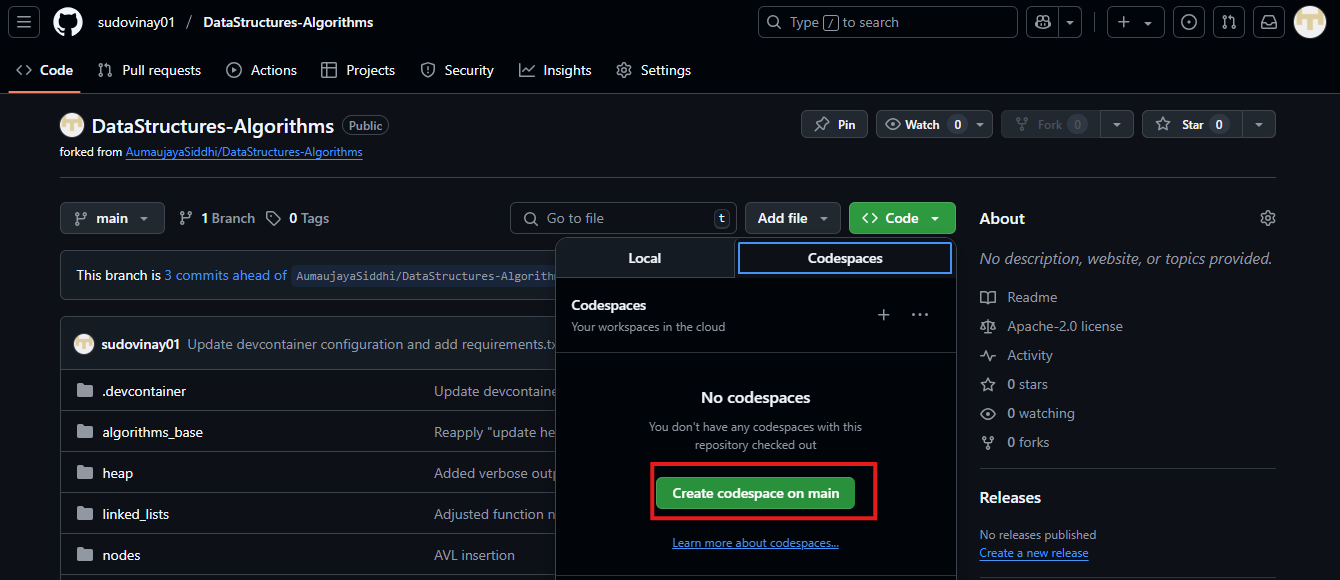 sudovinay01 / DataStructures-Algorithms
Type / to search
Code Pull requests Actions Projects Security Insights Settings
DataStructures-Algorithms Public
Pin Watch 0 Fork 0 Star 0
forked from AumaujayaSiddhi/DataStructures-Algorithms
main 1 Branch 0 Tags
Go to file t
Add file
Code
Local Codespaces
This branch is 3 commits ahead of AumaujayaSiddhi/DataStructures-Algorith
Codespaces
Your workspaces in the cloud
sudovinay01 Update devcontainer configuration and add requirements.tx
.devcontainer Update devcontaine
algorithms_base Reapply "update he
heap Added verbose outp
linked_lists Adjusted function n
nodes AVL insertion
No codespaces
You don't have any codespaces with this
repository checked out
Create codespace on main
Learn more about codespaces...
About
No description, website, or topics provided.
Readme
Apache-2.0 license
Activity
0 stars
0 watching
0 forks
Releases
No releases published
Create a new release